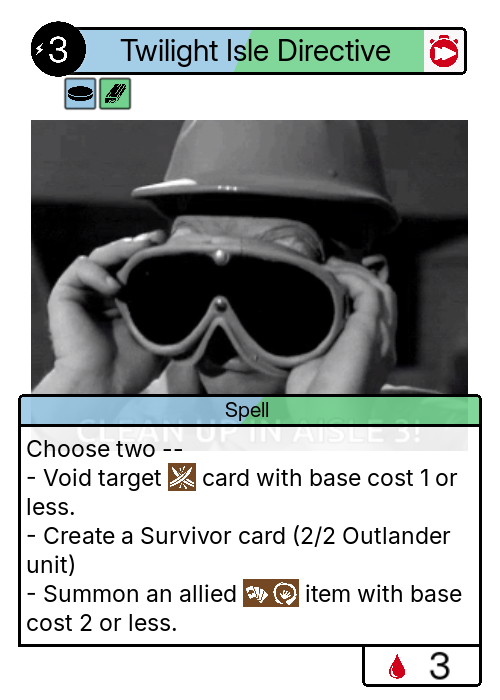 3
Twilight Isle Directive
Spell
CLEAN UP IN AISLE 3!
Choose two --
- Void target card with base cost 1 or
less.
- Create a Survivor card (2/2 Outlander
unit)
- Summon an allied item with base
cost 2 or less.
3